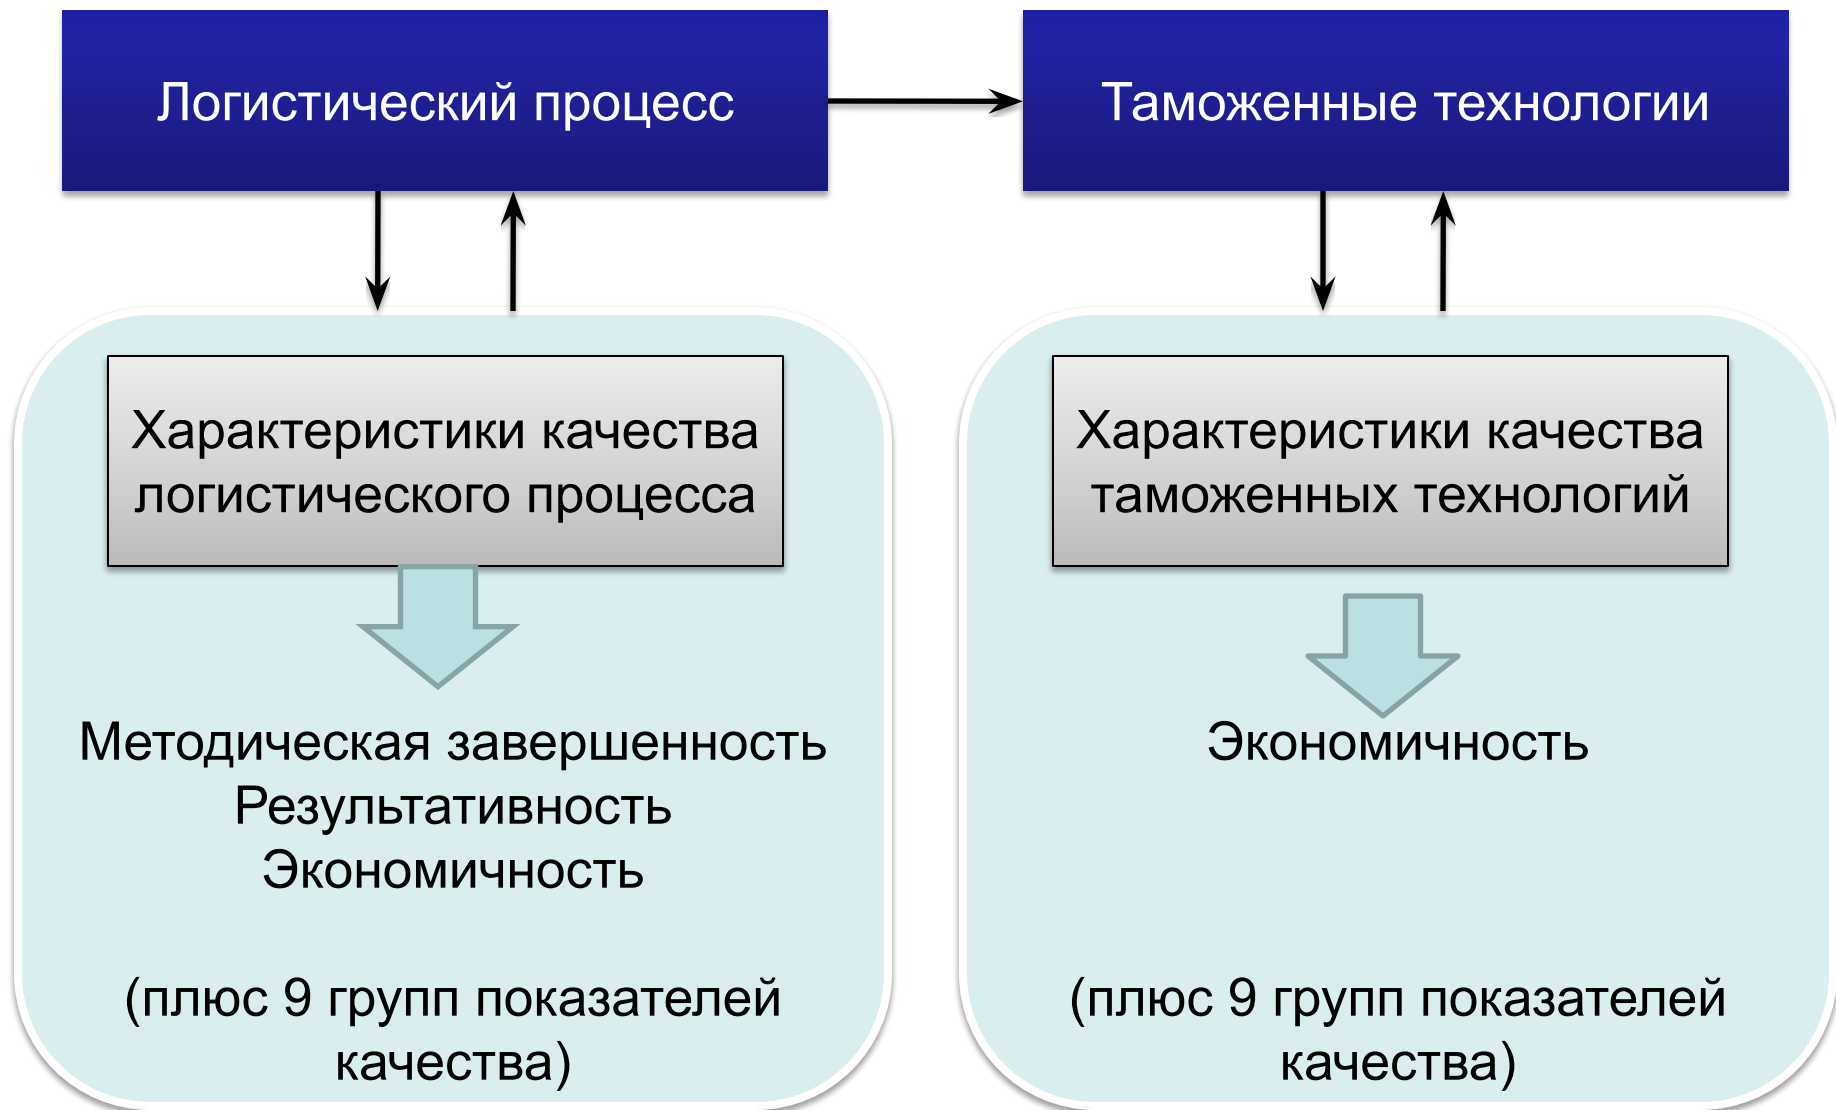 Логистический процесс
Таможенные технологии
Характеристики качества
логистического процесса
Методическая завершенность
Результативность
Экономичность
(плюс 9 групп показателей
качества)
Характеристики качества
таможенных технологий
Экономичность
(плюс 9 групп показателей
качества)